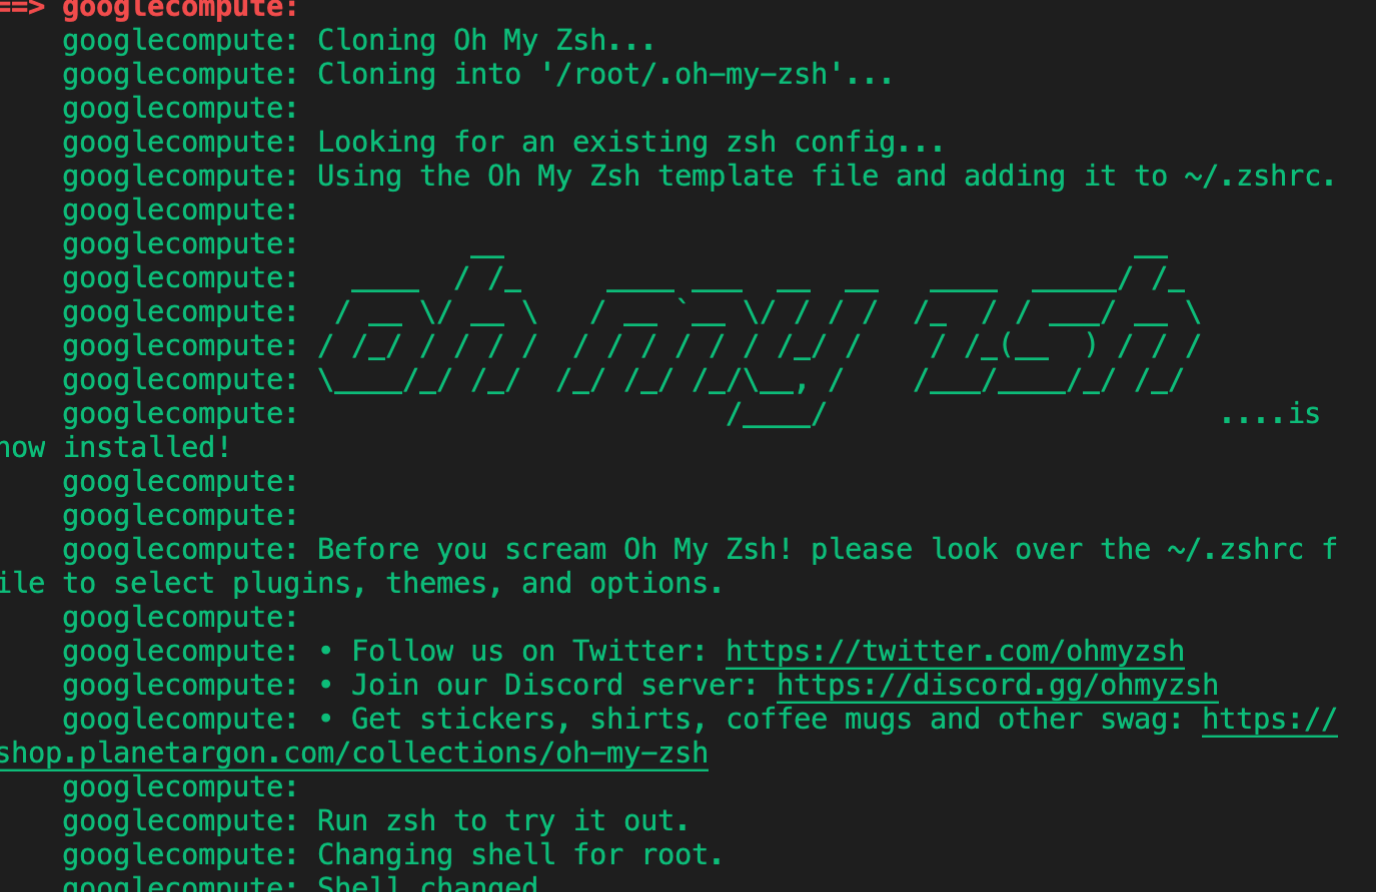 ==> googlecompute:
googlecompute: Cloning Oh My Zsh...
googlecompute: Cloning into '/root/.oh-my-zsh'...
googlecompute:
googlecompute: Looking for an existing zsh config...
googlecompute: Using the Oh My Zsh template file and adding it to ~/.zshrc.
googlecompute:
googlecompute:           __                                     __
googlecompute:   ____  / /_     ____ ___  __  __   ____  _____/ /_
googlecompute:  / __ \/ __ \   / __ `__ \/ / / /  /_  / / ___/ __ \
googlecompute: / /_/ / / / /  / / / / / / /_/ /    / /_(__  ) / / /
googlecompute: \____/_/ /_/  /_/ /_/ /_/\__, /    /___/____/_/ /_/
googlecompute:                         /____/                       ....is
now installed!
googlecompute:
googlecompute:
googlecompute: Before you scream Oh My Zsh! please look over the ~/.zshrc f
ile to select plugins, themes, and options.
googlecompute:
googlecompute: • Follow us on Twitter: https://twitter.com/ohmyzsh
googlecompute: • Join our Discord server: https://discord.gg/ohmyzsh
googlecompute: • Get stickers, shirts, coffee mugs and other swag: https://
shop.planetargon.com/collections/oh-my-zsh
googlecompute:
googlecompute: Run zsh to try it out.
googlecompute: Changing shell for root.
googlecompute: Shell changed